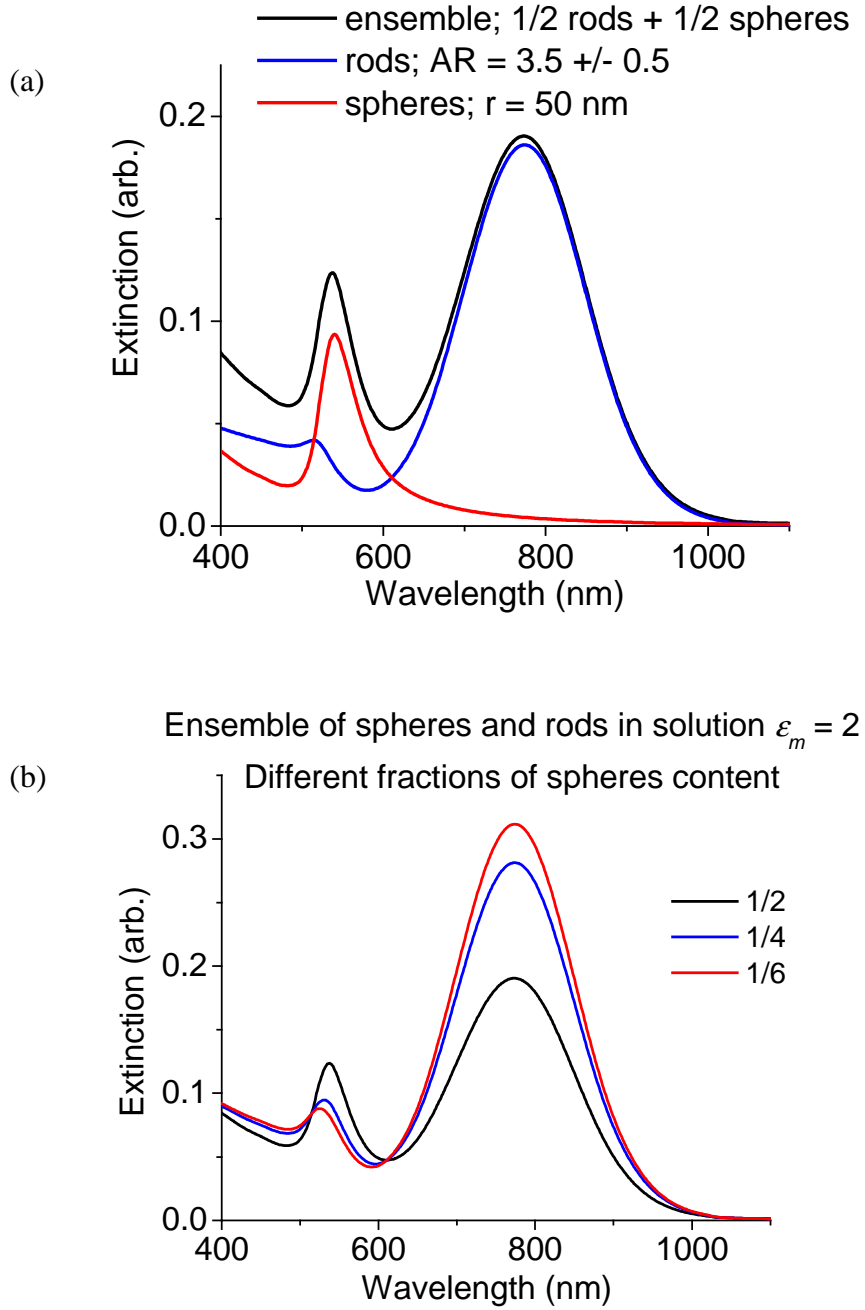 ensemble; 1/2 rods + 1/2 spheres
(a)
rods; AR = 3.5 +/- 0.5
spheres; r = 50 nm
0.2
0.1
0.0
Extinction (arb.)
400 600 800 1000
Wavelength (nm)
Ensemble of spheres and rods in solution εm = 2
(b)
Different fractions of spheres content
0.3
0.2
0.1
0.0
Extinction (arb.)
1/2
1/4
1/6
400 600 800 1000
Wavelength (nm)